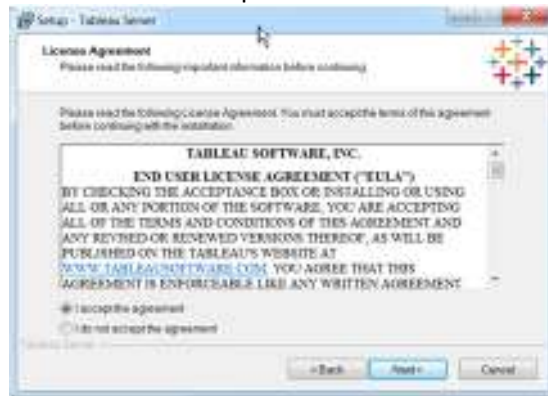 Setup - Tableau Server
License Agreement
Please read the following important information before continuing.
Please read the following License Agreement. You must accept the terms of this agreement
before continuing with the installation.
TABLEAU SOFTWARE, INC.
END USER LICENSE AGREEMENT ("EULA")
BY CHECKING THE ACCEPTANCE BOX OR INSTALLING OR USING
ALL OR ANY PORTION OF THE SOFTWARE, YOU ARE ACCEPTING
ALL OF THE TERMS AND CONDITIONS OF THIS AGREEMENT AND
ANY REVISED OR RENEWED VERSIONS THEREOF, AS WILL BE
PUBLISHED ON THE TABLEAU'S WEBSITE AT
WWW.TABLEAUSOFTWARE.COM. YOU AGREE THAT THIS
AGREEMENT IS ENFORCEABLE LIKE ANY WRITTEN AGREEMENT
I accept the agreement
I do not accept the agreement
Tableau Server
< Back
Next >
Cancel